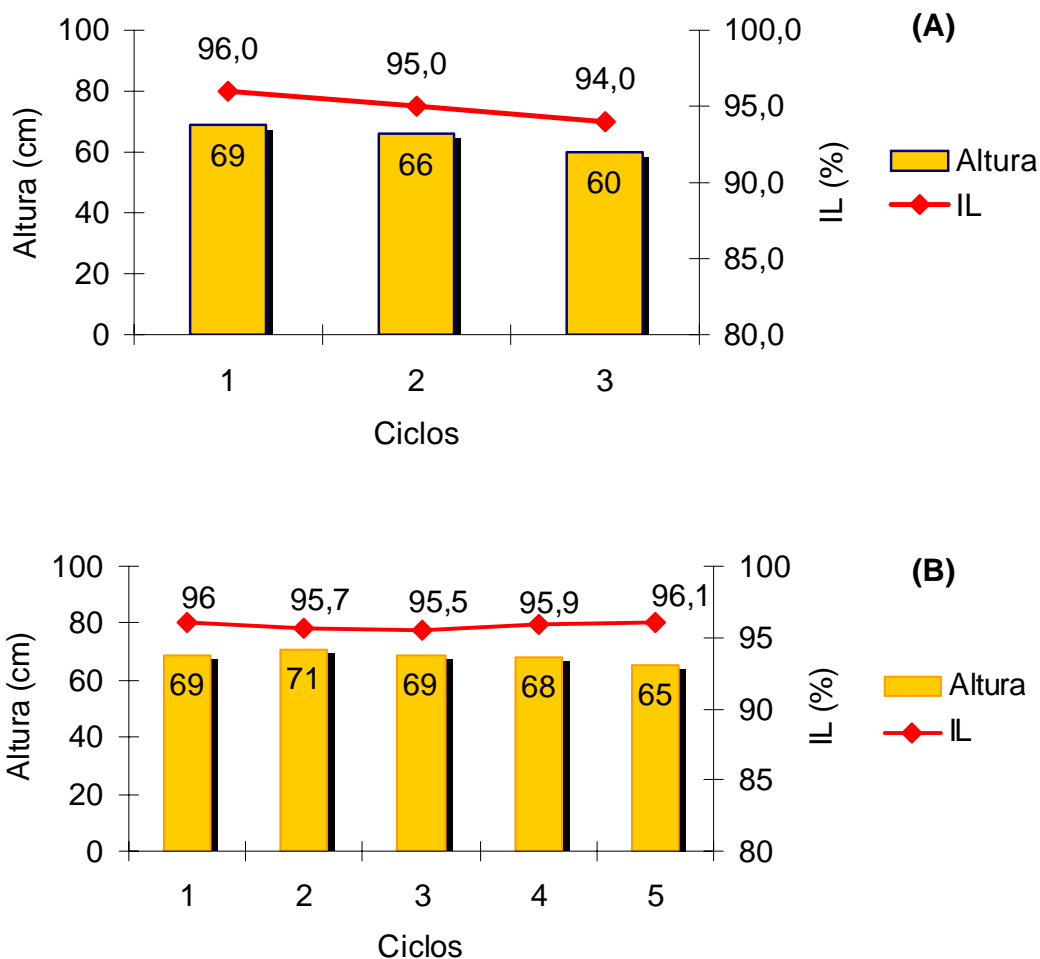 (A)
100
80
60
40
20
0
Altura (cm)
96,0
95,0
94,0
69
66
60
100,0
95,0
90,0
85,0
80,0
IL (%)
Altura
IL
1 2 3
Ciclos
(B)
100
80
60
40
20
0
Altura (cm)
96 95,7 95,5 95,9 96,1
69 71 69 68 65
100
95
90
85
80
IL (%)
Altura
IL
1 2 3 4 5
Ciclos